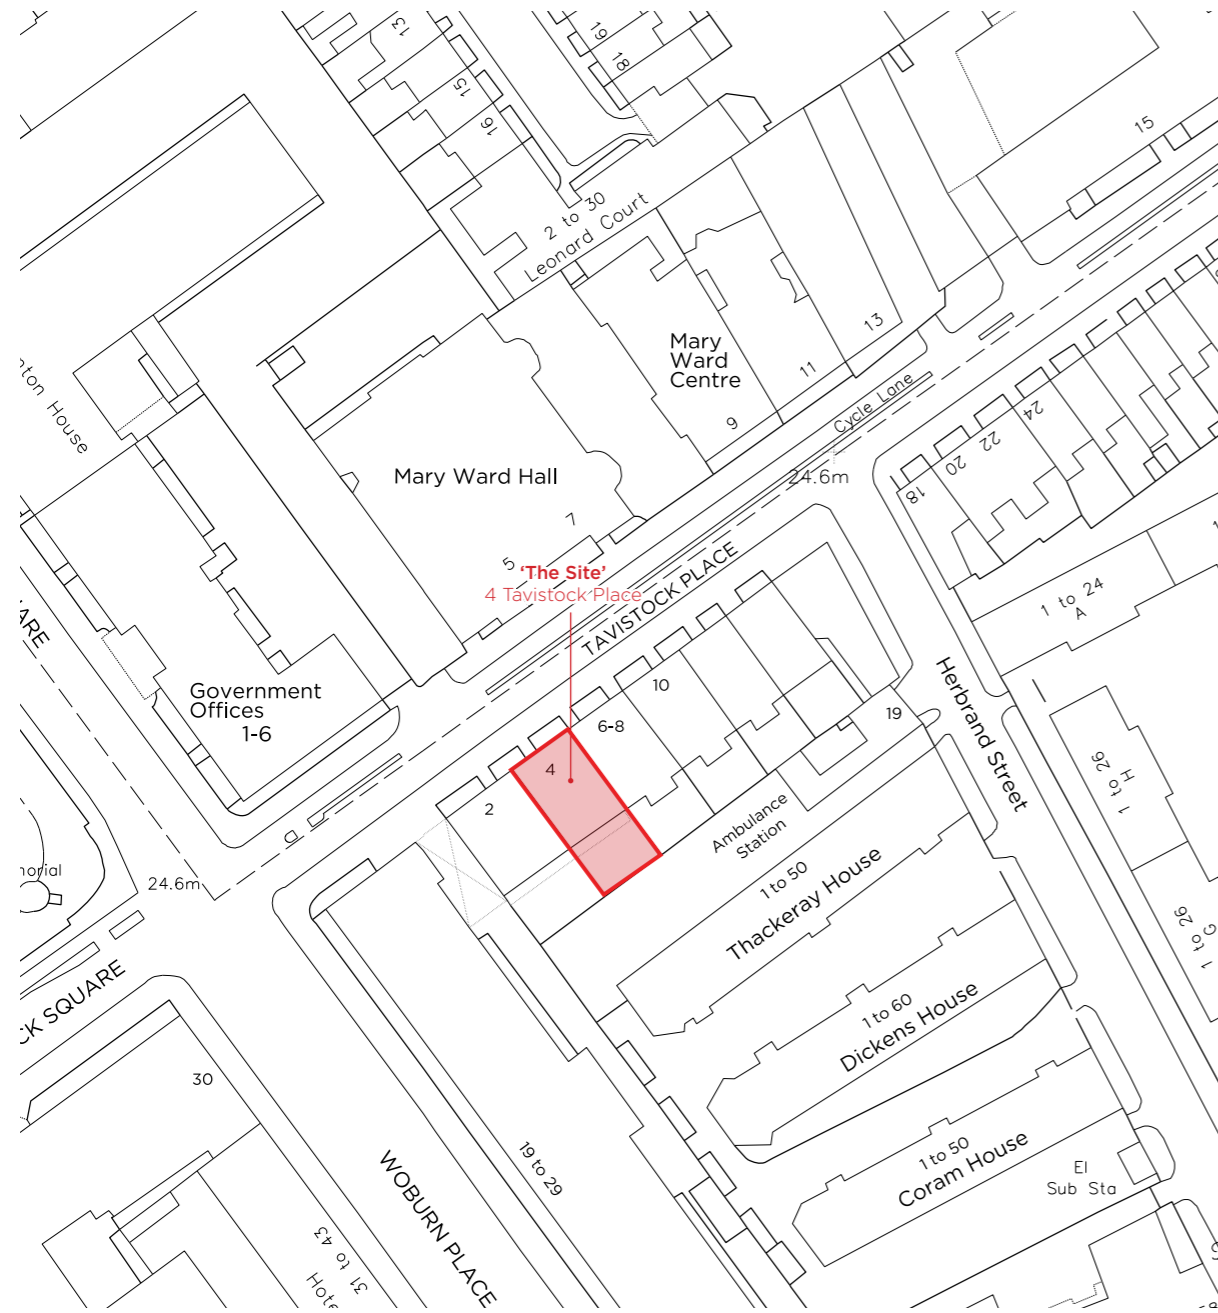 13
15
16
19
18
15
2 to 30
Leonard Court
Mary
Ward
Centre
13
11
9
Cycle Lane
24.6m
Mary Ward Hall
5
7
'The Site'
4 Tavistock Place
TAVISTOCK PLACE
18
20
22
24
1 to 24
A
House
Government
Offices
1-6
10
6-8
4
2
19
Herbrand Street
Ambulance
Station
1 to 50
Thackeray House
1 to 26
H
1 to 26
G
24.6m
SQUARE
1 to 60
Dickens House
30
1 to 50
Coram House
El
Sub Sta
19 to 29
WOBURN PLACE
31 to 43